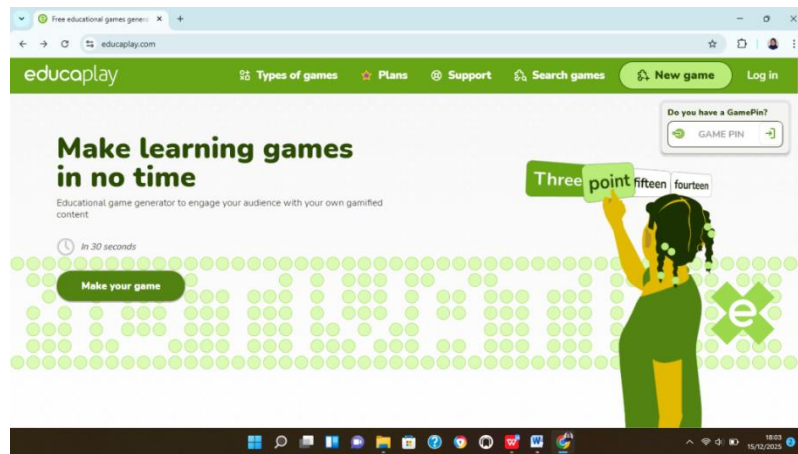 Free educational games genera
educaplay.com
educaplay
Types of games
Plans
Support
Search games
New game
Log in
Do you have a GamePin?
GAME PIN
Make learning games
in no time
Educational game generator to engage your audience with your own gamified
content
In 30 seconds
Make your game
Three point fifteen fourteen
e
18:03
15/12/2025